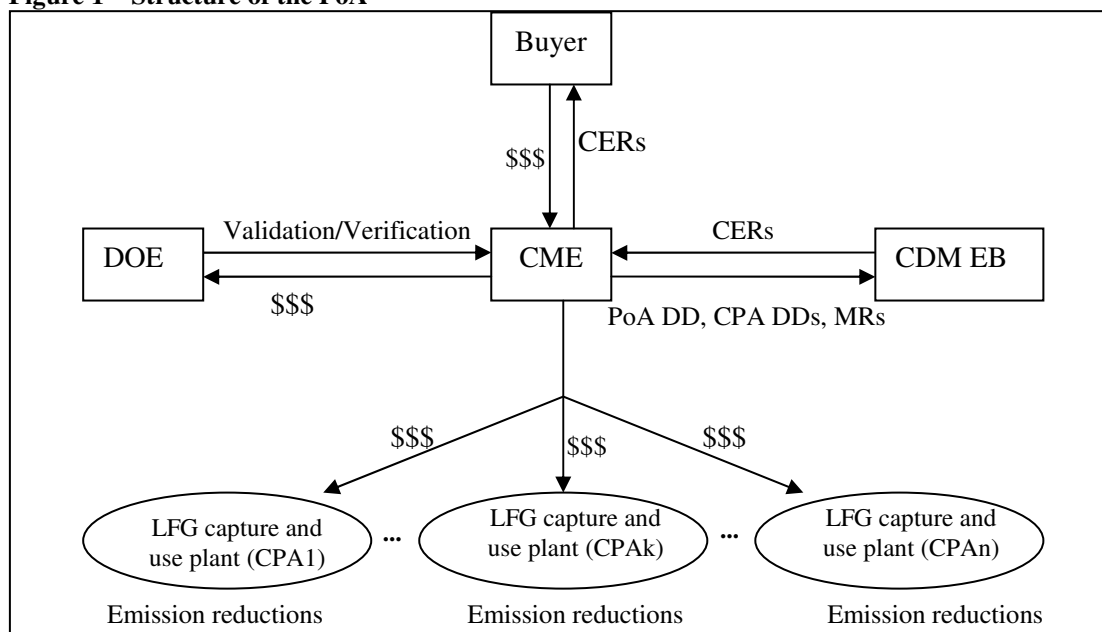 Figure 1 – Structure of the PoA
Buyer
$$$
CERs
Validation/Verification
CERs
DOE
CME
CDM EB
$$$
PoA DD, CPA DDs, MRs
$$$
$$$
$$$
LFG capture and
use plant (CPA1)
...
LFG capture and
use plant (CPAk)
...
LFG capture and
use plant (CPAn)
Emission reductions
Emission reductions
Emission reductions